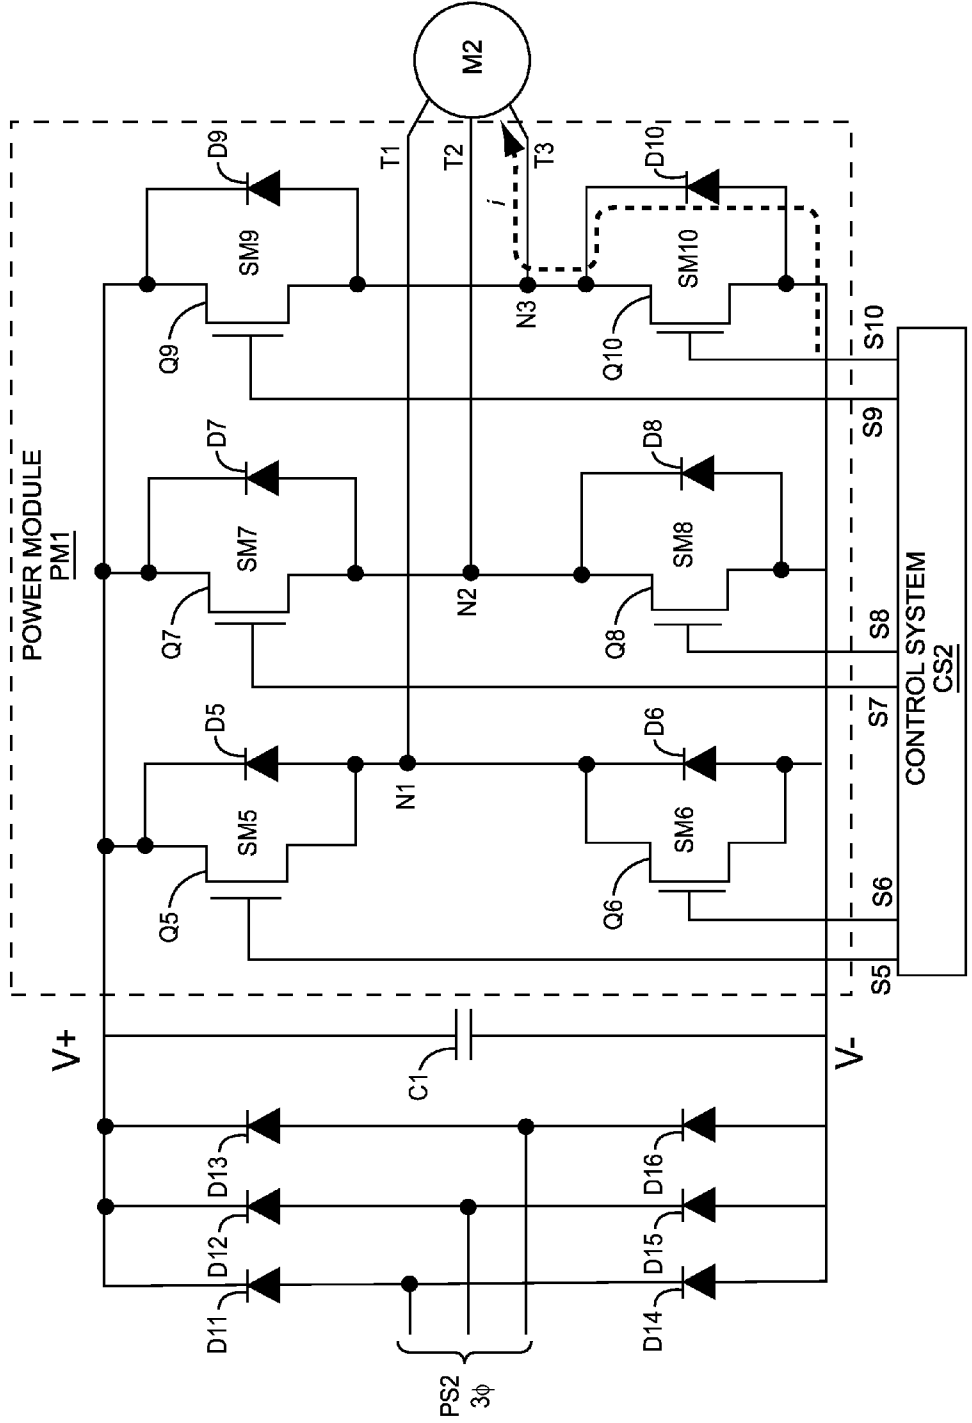 M2
POWER MODULE
PM1
T1
T2
T3
i
D9
SM9
Q9
N3
D10
SM10
Q10
D7
SM7
Q7
N2
D8
SM8
Q8
D5
SM5
Q5
N1
D6
SM6
Q6
S10
S9
S8
S7
S6
S5
CONTROL SYSTEM
CS2
V+
V-
C1
D13
D12
D11
D16
D15
D14
PS2
3ϕ